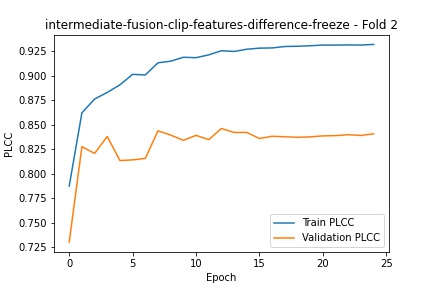 intermediate-fusion-clip-features-difference-freeze - Fold 2
PLCC
0.925
0.900
0.875
0.850
0.825
0.800
0.775
0.750
0.725
Train PLCC
Validation PLCC
0 5 10 15 20 25
Epoch